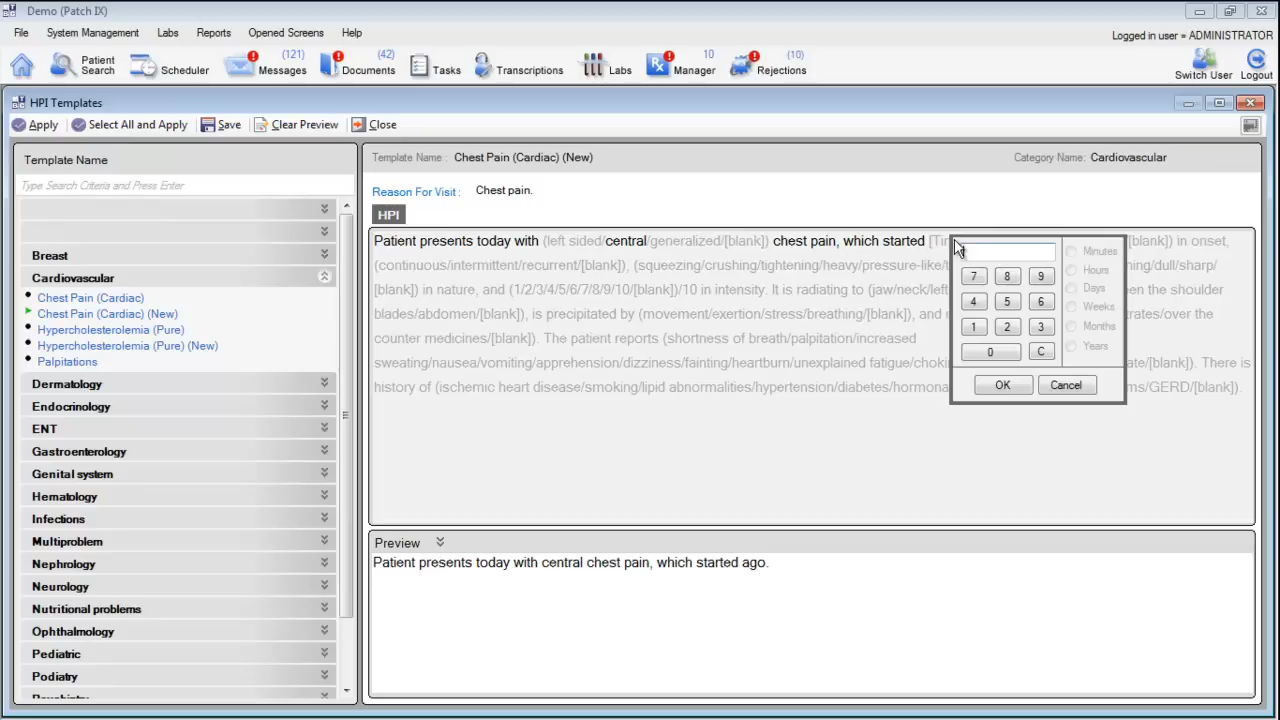 Demo (Patch IX)
File System Management Labs Reports Opened Screens Help
Logged in user = ADMINISTRATOR
Patient Search Scheduler Messages (121) Documents (42) Tasks Transcriptions Labs Manager 10 Rejections (10) Switch User Logout
HPI Templates
Apply Select All and Apply Save Clear Preview Close
Template Name
Type Search Criteria and Press Enter
Breast
Cardiovascular
Chest Pain (Cardiac)
Chest Pain (Cardiac) (New)
Hypercholesterolemia (Pure)
Hypercholesterolemia (Pure) (New)
Palpitations
Dermatology
Endocrinology
ENT
Gastroenterology
Genital system
Hematology
Infections
Multiproblem
Nephrology
Neurology
Nutritional problems
Ophthalmology
Pediatric
Podiatry
Template Name : Chest Pain (Cardiac) (New) Category Name: Cardiovascular
Reason For Visit : Chest pain.
HPI
Patient presents today with (left sided/central/generalized/[blank]) chest pain, which started [blank]) in onset,
(continuous/intermittent/recurrent/[blank]), (squeezing/crushing/tightening/heavy/pressure-like/ /dull/sharp/
[blank]) in nature, and (1/2/3/4/5/6/7/8/9/10/[blank])/10 in intensity. It is radiating to (jaw/neck/left the shoulder
blades/abdomen/[blank]), is precipitated by (movement/exertion/stress/breathing/[blank]), and /over the
counter medicines/[blank]). The patient reports (shortness of breath/palpitation/increased
sweating/nausea/vomiting/apprehension/dizziness/fainting/heartburn/unexplained fatigue/ /[blank]). There is
history of (ischemic heart disease/smoking/lipid abnormalities/hypertension/diabetes/ /GERD/[blank]).
7 8 9
4 5 6
1 2 3
0 C
Minutes
Hours
Days
Weeks
Months
Years
OK Cancel
Preview
Patient presents today with central chest pain, which started ago.